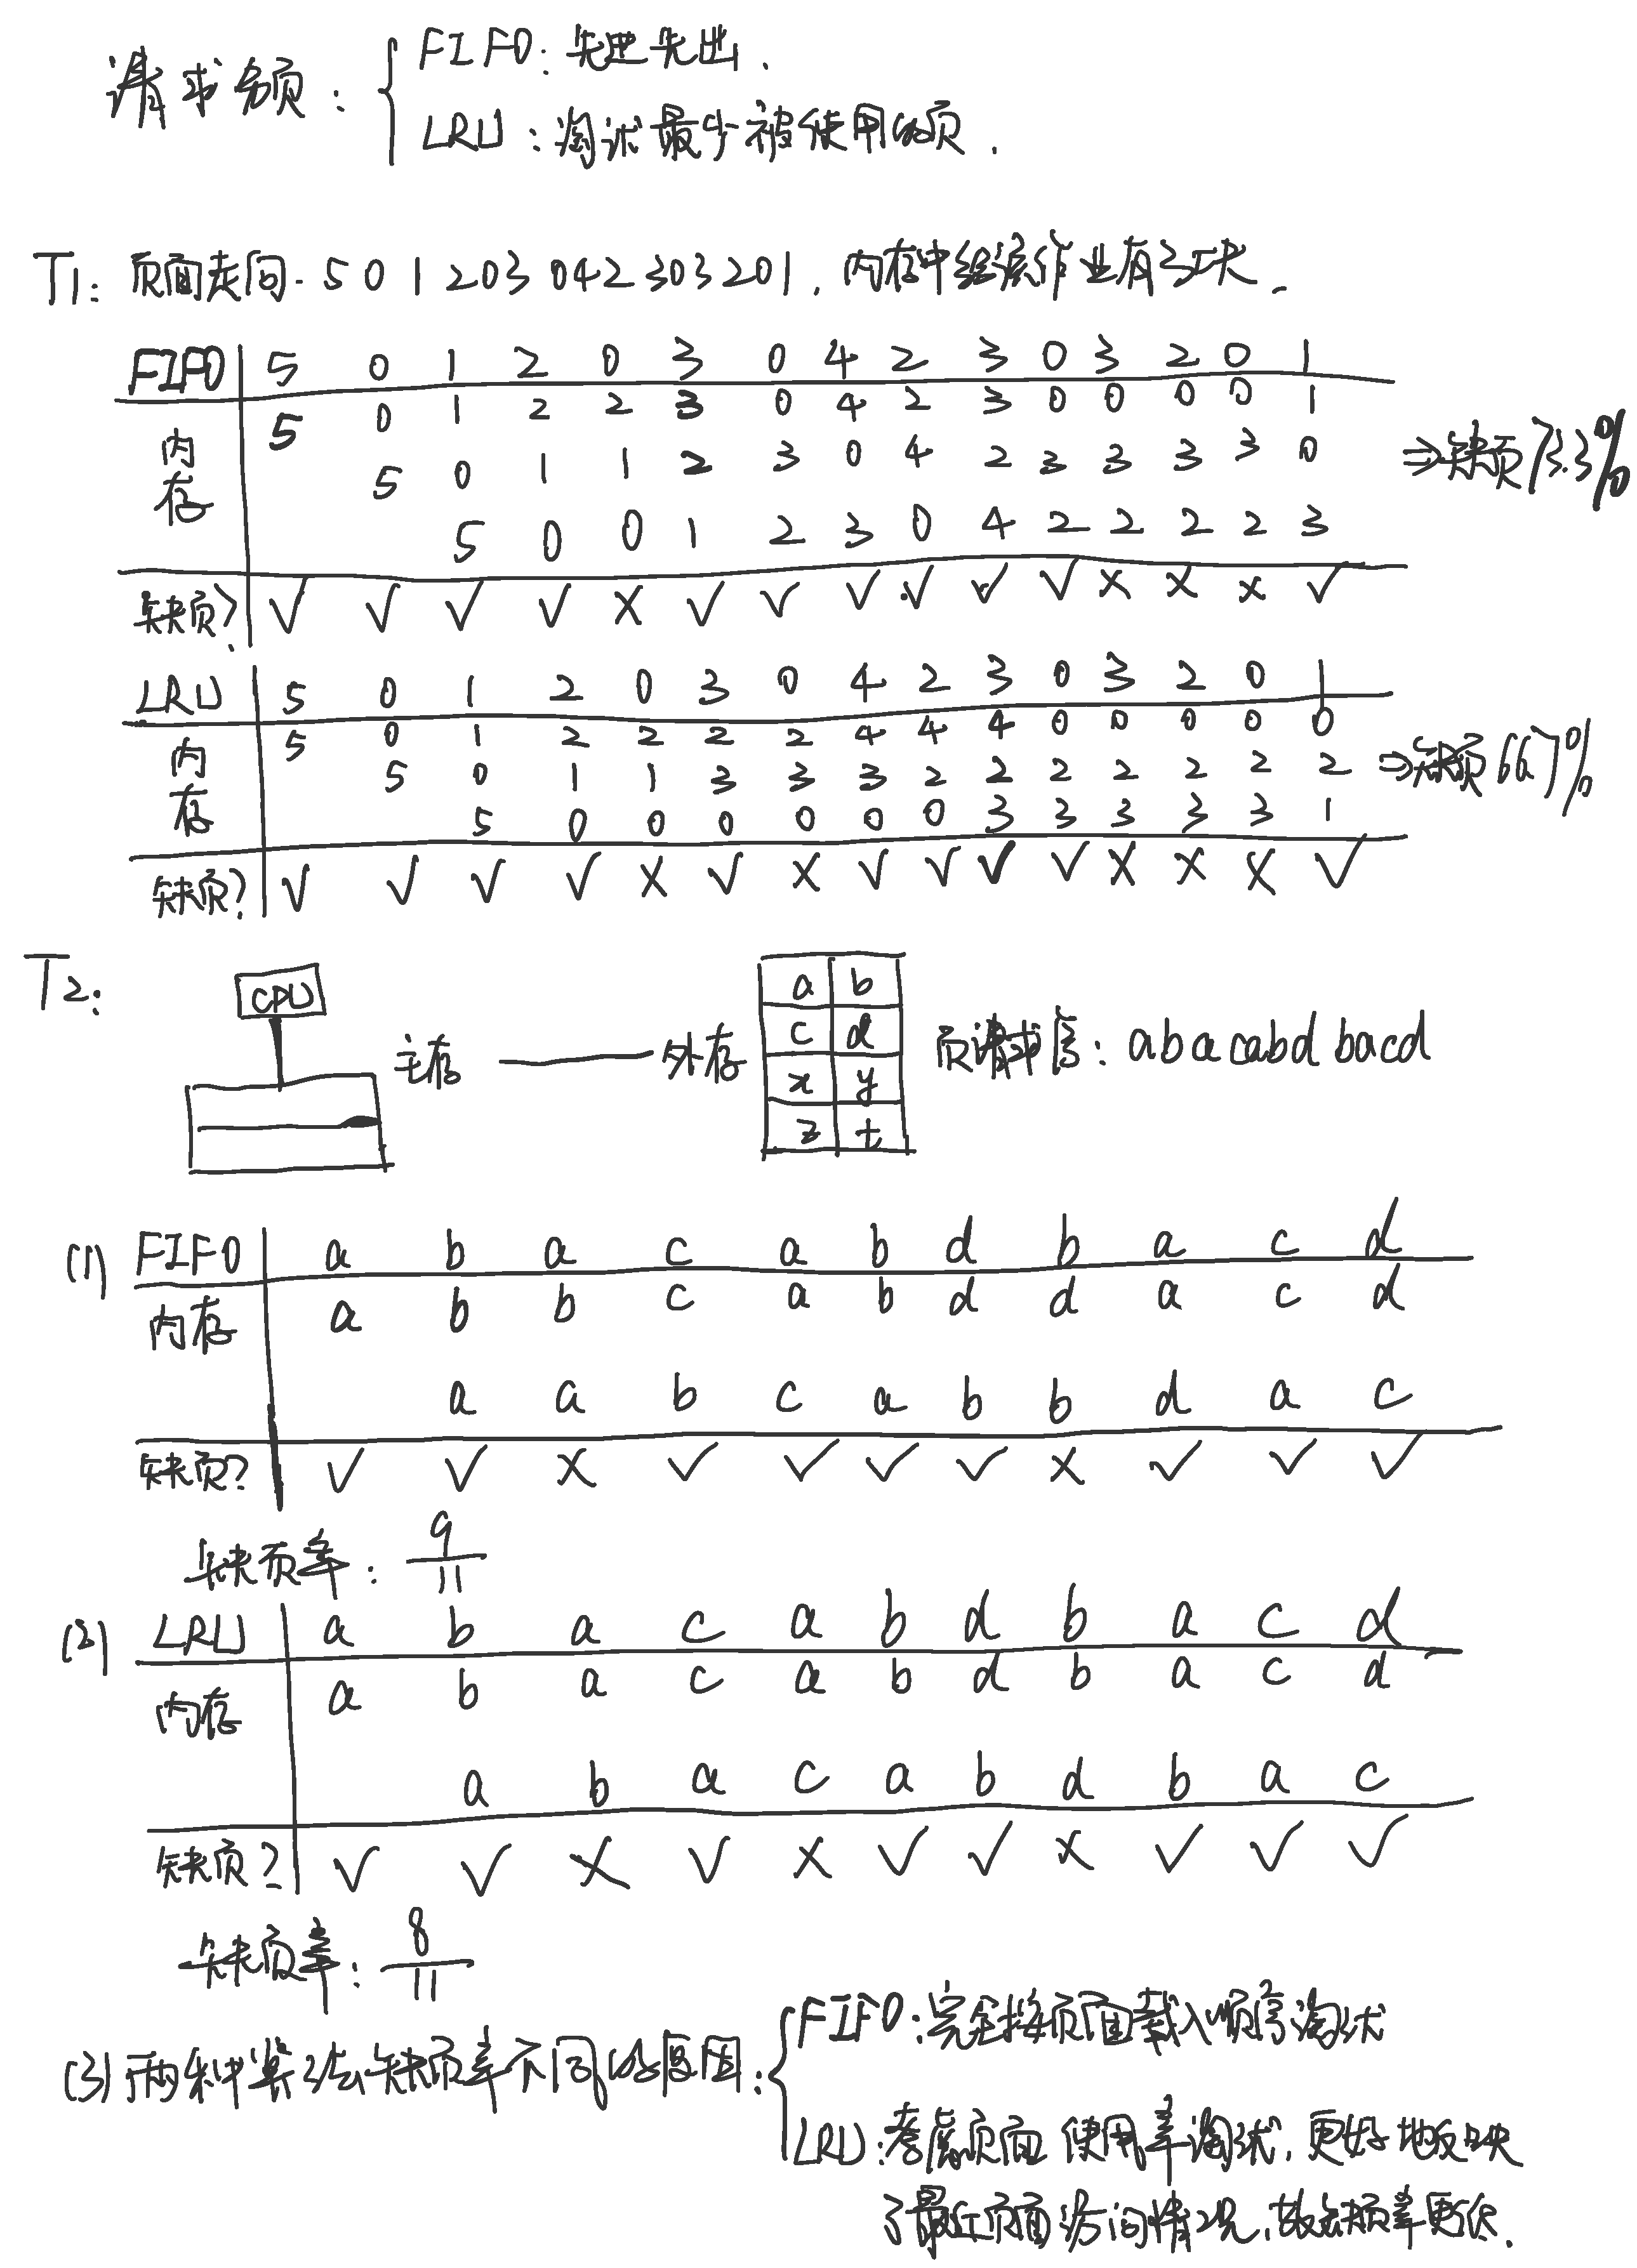 请求分页：
FIFO：先进先出.
LRU：淘汰最少被使用的页.
T1：页面走向. 5 0 1 2 0 3 0 4 2 3 0 3 2 0 1，内存中给该作业有3块.
FIFO 5 0 1 2 0 3 0 4 2 3 0 3 2 0 1
内存 5 0 1 2 2 3 0 4 2 3 0 0 0 0 1
5 0 1 1 2 3 0 4 2 3 3 3 3 0 ⇒缺页73.3%
5 0 0 1 2 3 0 4 2 2 2 2 3
缺页? √ √ √ √ × √ √ √ √ √ √ × × × √
LRU 5 0 1 2 0 3 0 4 2 3 0 3 2 0 1
内存 5 0 1 2 2 2 2 4 4 4 0 0 0 0 0
5 0 1 1 3 3 3 2 2 2 2 2 2 2 ⇒缺页66.7%
5 0 0 0 0 0 0 3 3 3 3 3 1
缺页? √ √ √ √ × √ × √ √ √ √ × × × √
T2：
CPU
主存 —— 外存
a b
c d
x y
z t
页请求序：abacabdbacd
(1) FIFO a b a c a b d b a c d
内存 a b b c a b d d a c d
a a b c a b b d a c
缺页? √ √ × √ √ √ √ × √ √ √
缺页率：9/11
(2) LRU a b a c a b d b a c d
内存 a b a c a b d b a c d
a b a c a b d b a c
缺页? √ √ × √ × √ √ × √ √ √
缺页率：8/11
(3) 两种算法缺页率不同的原因：
FIFO：完全按页面载入顺序淘汰
LRU：考虑页面使用率淘汰，更好地反映
了最近页面访问情况，故缺页率更低.